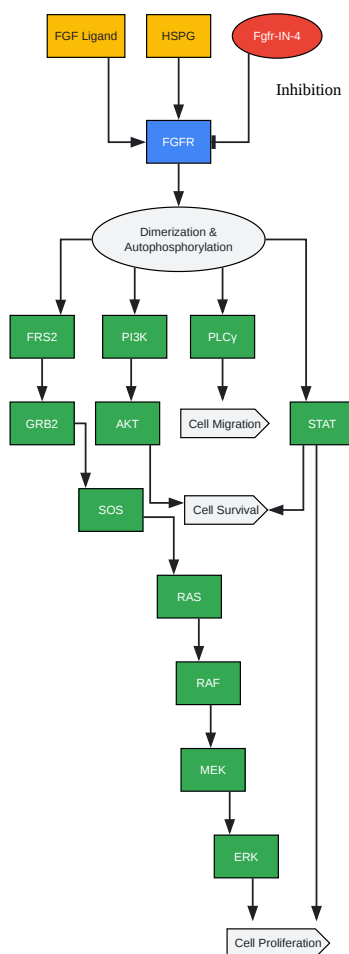 FGF Ligand
HSPG
Fgfr-IN-4
Inhibition
FGFR
Dimerization &
Autophosphorylation
FRS2
PI3K
PLCγ
GRB2
AKT
Cell Migration
STAT
SOS
Cell Survival
RAS
RAF
MEK
ERK
Cell Proliferation